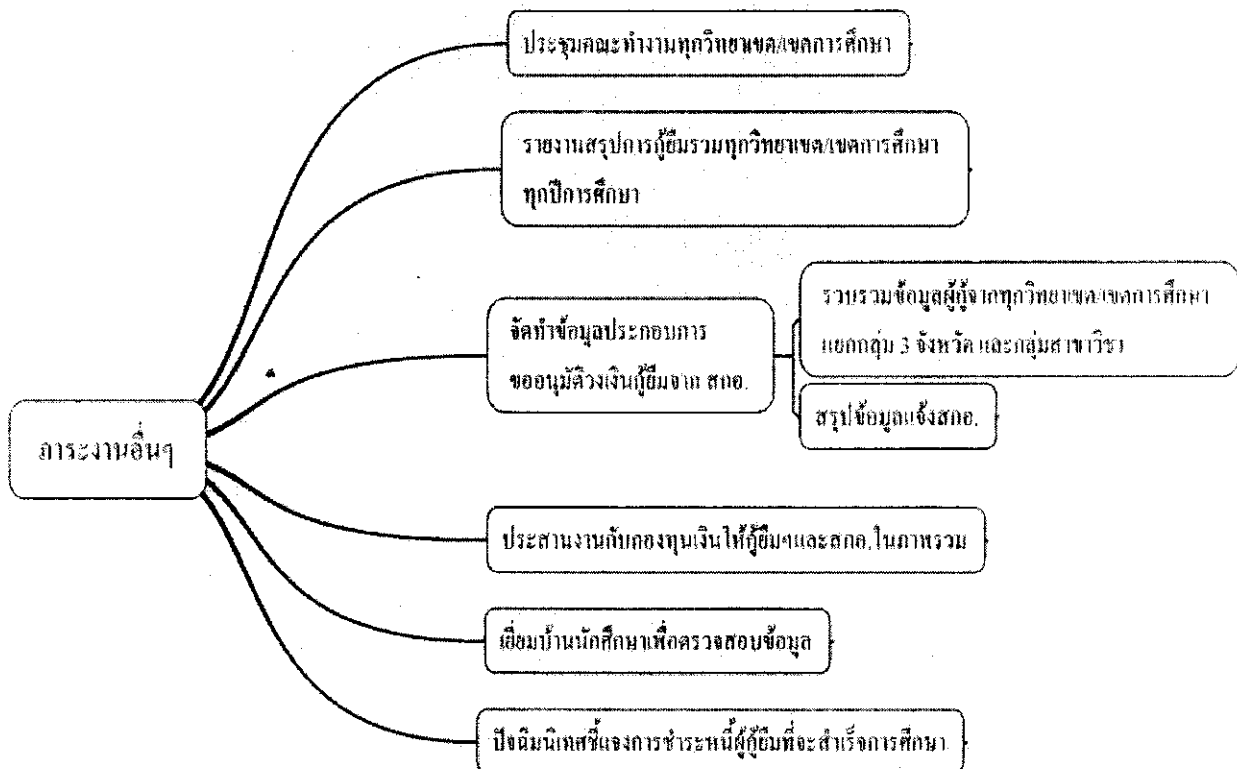 ประชุมคณะทำงานทุกวิทยาเขต/เขตการศึกษา
รายงานสรุปการกู้ยืมรวมทุกวิทยาเขต/เขตการศึกษา
ทุกปีการศึกษา
รวบรวมข้อมูลผู้กู้จากทุกวิทยาเขต/เขตการศึกษา
แยกกลุ่ม 3 จังหวัด และกลุ่มสาขาวิชา
จัดทำข้อมูลประกอบการ
ขออนุมัติวงเงินกู้ยืมจาก สกอ.
สรุปข้อมูลแจ้งสกอ.
ภาระงานอื่นๆ
ประสานงานกับกองทุนเงินให้กู้ยืมฯและสกอ.ในภาพรวม
เยี่ยมบ้านนักศึกษาเพื่อตรวจสอบข้อมูล
ปัจฉิมนิเทศชี้แจงการชำระหนี้ผู้กู้ยืมที่จะสำเร็จการศึกษา